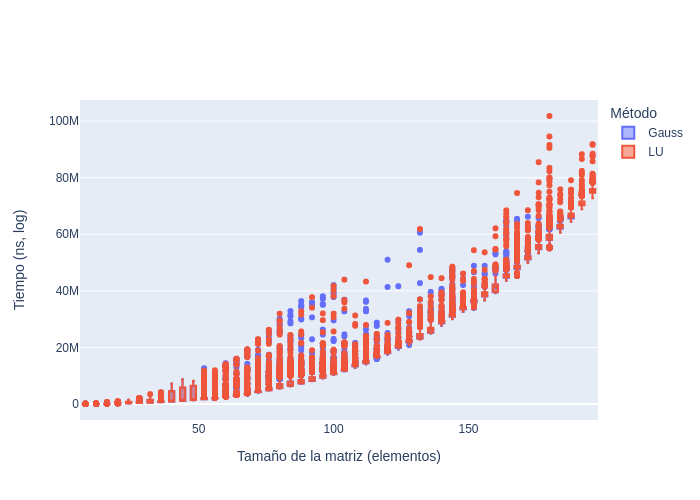 Método
Gauss
LU
Tiempo (ns, log)
100M
80M
60M
40M
20M
0
50
100
150
Tamaño de la matriz (elementos)